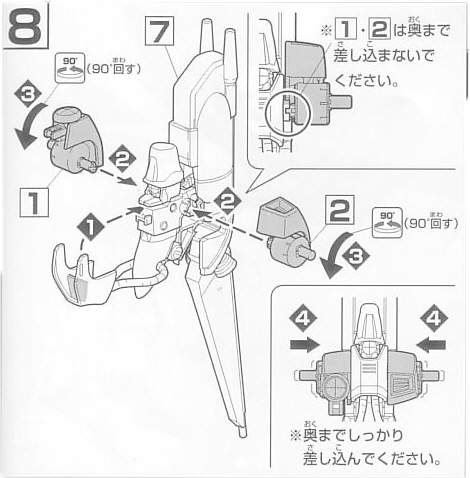 8
7
※1・2は奥まで
差し込まないで
ください。
90°
(90°回す)
3
2
1
1
2
2
90°
(90°回す)
3
4
4
※奥までしっかり
差し込んでください。